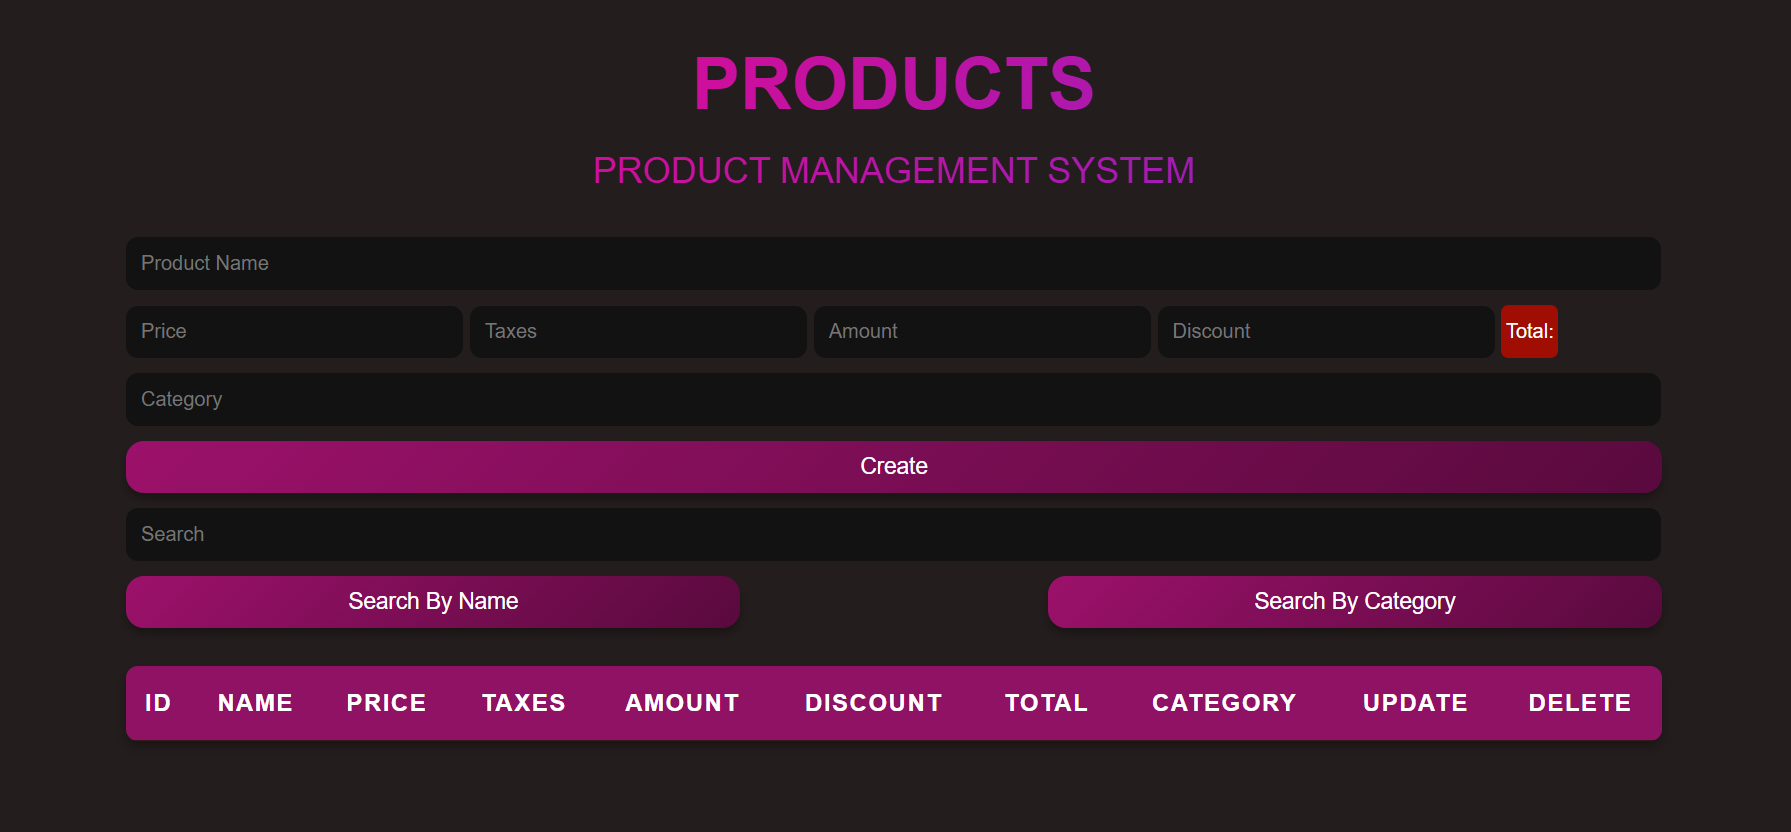 PRODUCTS
PRODUCT MANAGEMENT SYSTEM
Product Name
Price Taxes Amount Discount Total:
Category
Create
Search
Search By Name Search By Category
ID NAME PRICE TAXES AMOUNT DISCOUNT TOTAL CATEGORY UPDATE DELETE